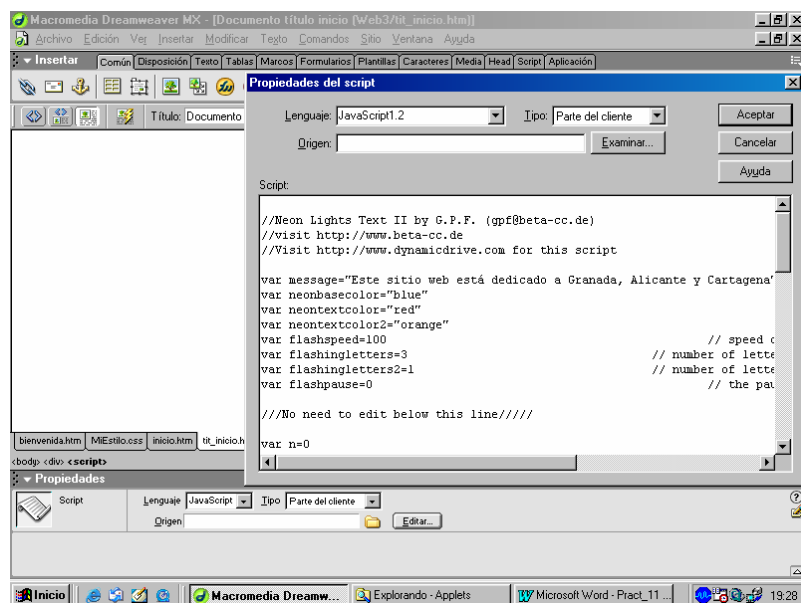 Macromedia Dreamweaver MX - [Documento título inicio (Web3/tit_inicio.htm)]
Archivo Edición Ver Insertar Modificar Texto Comandos Sitio Ventana Ayuda
Insertar Común Disposición Texto Tablas Marcos Formularios Plantillas Caracteres Media Head Script Aplicación
Propiedades del script
Título: Documento
Lenguaje: JavaScript1.2 Tipo: Parte del cliente Aceptar
Origen: Examinar... Cancelar
Ayuda
Script:
//Neon Lights Text II by G.P.F. (gpf@beta-cc.de)
//visit http://www.beta-cc.de
//Visit http://www.dynamicdrive.com for this script
var message="Este sitio web está dedicado a Granada, Alicante y Cartagena"
var neonbasecolor="blue"
var neontextcolor="red"
var neontextcolor2="orange"
var flashspeed=100 // speed
var flashingletters=3 // number of lette
var flashingletters2=1 // number of lette
var flashpause=0 // the pau
///No need to edit below this line/////
var n=0
bienvenida.htm MiEstilo.css inicio.htm tit_inicio.h
<body> <div> <script>
Propiedades
Script Lenguaje JavaScript Tipo Parte del cliente
Origen Editar...
Inicio Macromedia Dreamw... Explorando - Applets Microsoft Word - Pract_11 ... 19:28